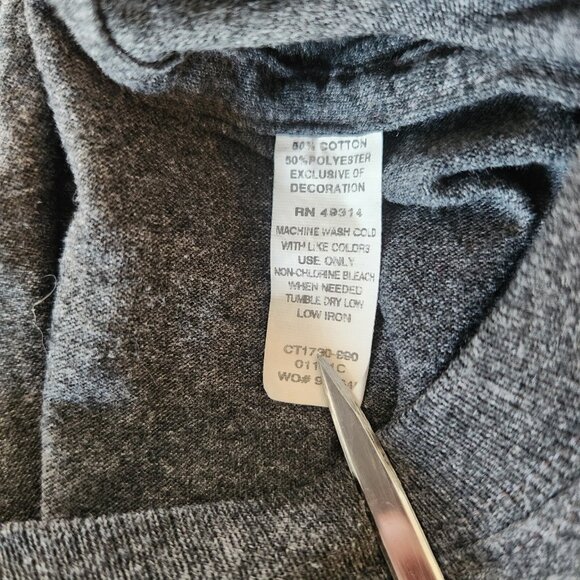 50% COTTON
50% POLYESTER
EXCLUSIVE OF
DECORATION
RN 49314
MACHINE WASH COLD
WITH LIKE COLORS
USE ONLY
NON-CHLORINE BLEACH
WHEN NEEDED
TUMBLE DRY LOW
LOW IRON
WO#